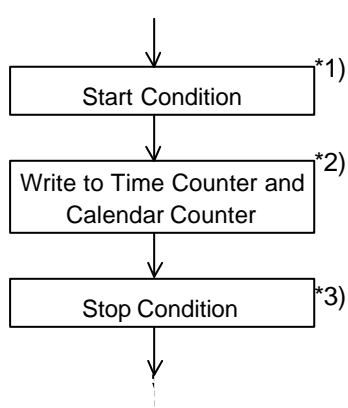 *1)
Start Condition
*2)
Write to Time Counter and
Calendar Counter
*3)
Stop Condition